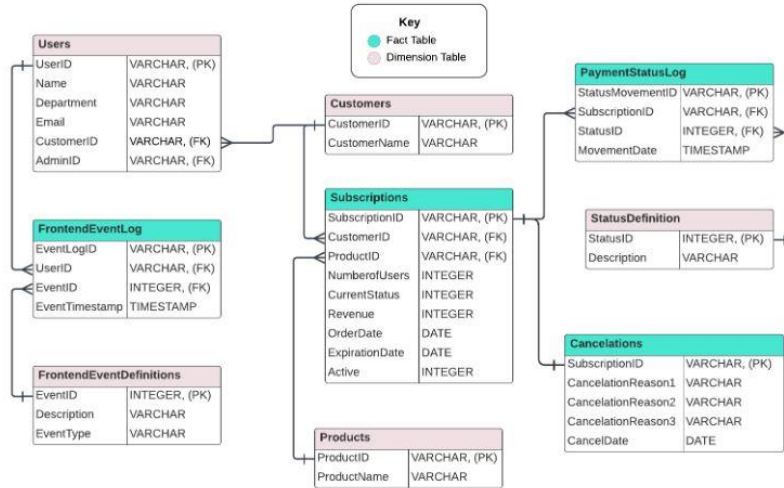 Key
Fact Table
Dimension Table
Users
UserID VARCHAR, (PK)
Name VARCHAR
Department VARCHAR
Email VARCHAR
CustomerID VARCHAR, (FK)
AdminID VARCHAR, (FK)
FrontendEventLog
EventLogID VARCHAR, (PK)
UserID VARCHAR, (FK)
EventID INTEGER, (FK)
EventTimestamp TIMESTAMP
FrontendEventDefinitions
EventID INTEGER, (PK)
Description VARCHAR
EventType VARCHAR
Customers
CustomerID VARCHAR, (PK)
CustomerName VARCHAR
Subscriptions
SubscriptionID VARCHAR, (PK)
CustomerID VARCHAR, (FK)
ProductID VARCHAR, (FK)
NumberofUsers INTEGER
CurrentStatus INTEGER
Revenue INTEGER
OrderDate DATE
ExpirationDate DATE
Active INTEGER
Products
ProductID VARCHAR, (PK)
ProductName VARCHAR
PaymentStatusLog
StatusMovementID VARCHAR, (PK)
SubscriptionID VARCHAR, (FK)
StatusID INTEGER, (FK)
MovementDate TIMESTAMP
StatusDefinition
StatusID INTEGER, (PK)
Description VARCHAR
Cancelations
SubscriptionID VARCHAR, (PK)
CancelationReason1 VARCHAR
CancelationReason2 VARCHAR
CancelationReason3 VARCHAR
CancelDate DATE